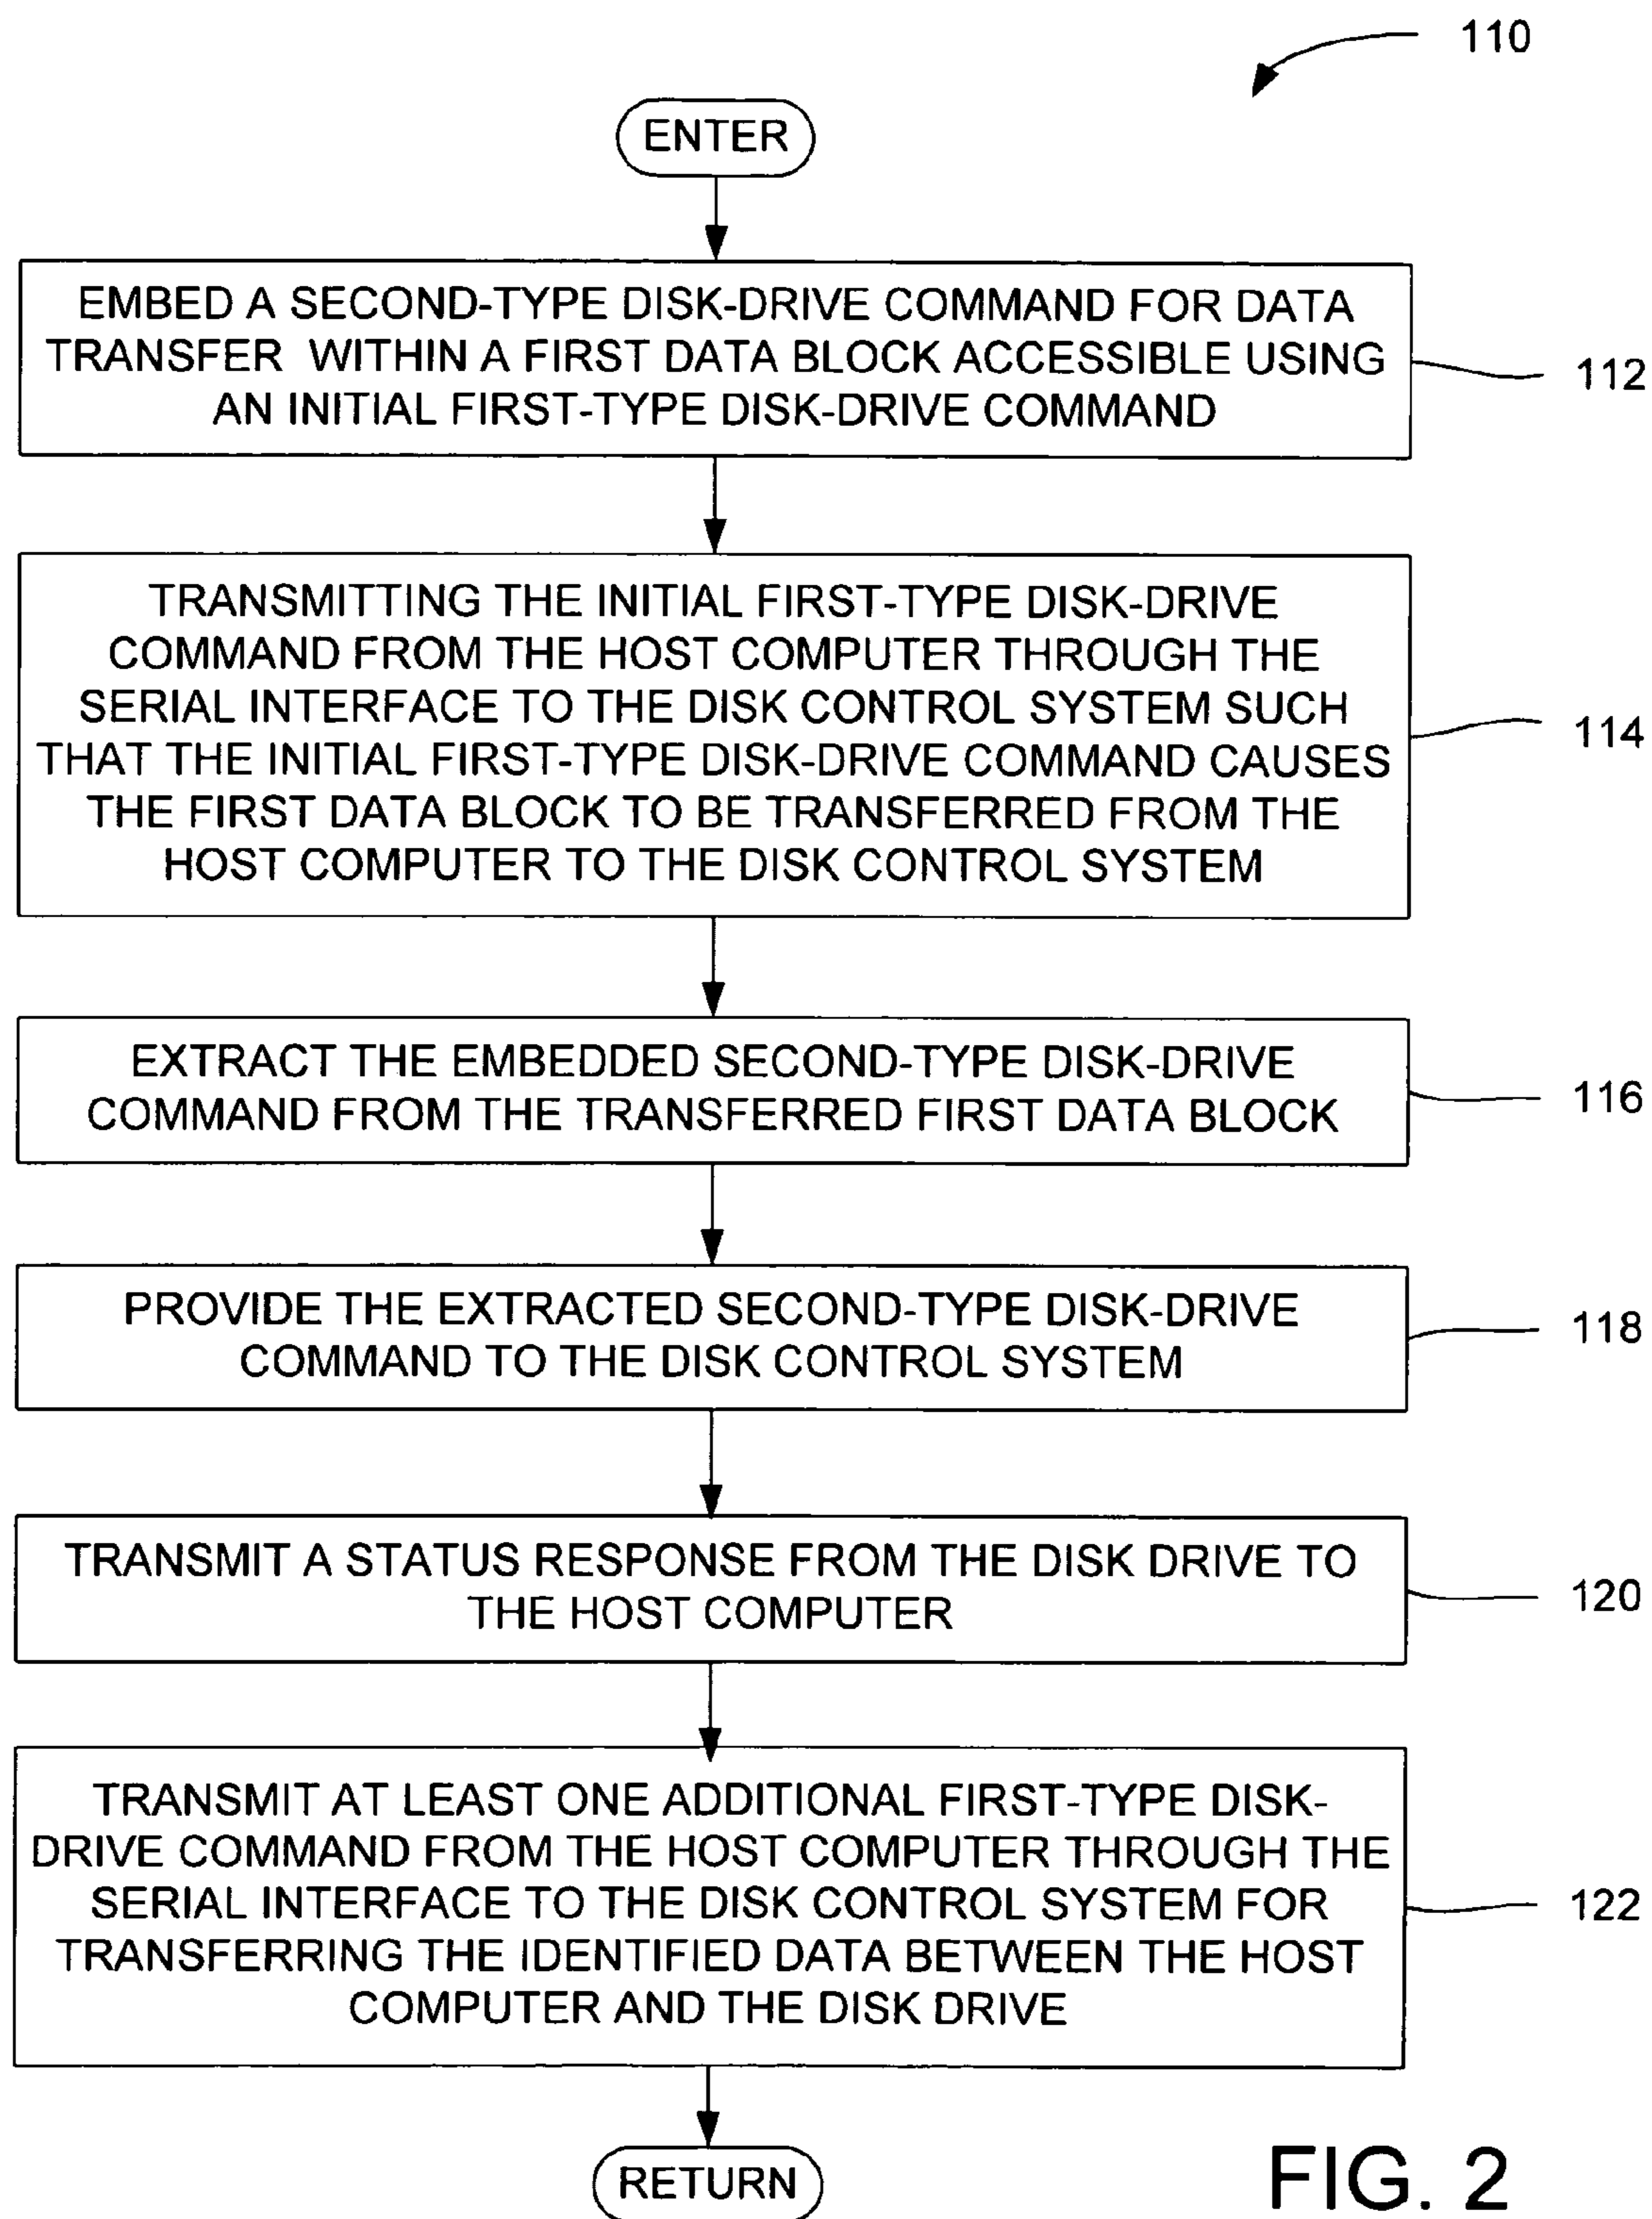 110
ENTER
EMBED A SECOND-TYPE DISK-DRIVE COMMAND FOR DATA
TRANSFER WITHIN A FIRST DATA BLOCK ACCESSIBLE USING
AN INITIAL FIRST-TYPE DISK-DRIVE COMMAND
112
TRANSMITTING THE INITIAL FIRST-TYPE DISK-DRIVE
COMMAND FROM THE HOST COMPUTER THROUGH THE
SERIAL INTERFACE TO THE DISK CONTROL SYSTEM SUCH
THAT THE INITIAL FIRST-TYPE DISK-DRIVE COMMAND CAUSES
THE FIRST DATA BLOCK TO BE TRANSFERRED FROM THE
HOST COMPUTER TO THE DISK CONTROL SYSTEM
114
EXTRACT THE EMBEDDED SECOND-TYPE DISK-DRIVE
COMMAND FROM THE TRANSFERRED FIRST DATA BLOCK
116
PROVIDE THE EXTRACTED SECOND-TYPE DISK-DRIVE
COMMAND TO THE DISK CONTROL SYSTEM
118
TRANSMIT A STATUS RESPONSE FROM THE DISK DRIVE TO
THE HOST COMPUTER
120
TRANSMIT AT LEAST ONE ADDITIONAL FIRST-TYPE DISK-
DRIVE COMMAND FROM THE HOST COMPUTER THROUGH THE
SERIAL INTERFACE TO THE DISK CONTROL SYSTEM FOR
TRANSFERRING THE IDENTIFIED DATA BETWEEN THE HOST
COMPUTER AND THE DISK DRIVE
122
RETURN
FIG. 2